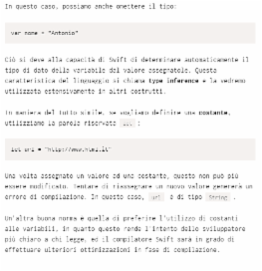 In questo caso, possiamo anche omettere il tipo:
var nome = "Antonio"
Ciò si deve alla capacità di Swift di determinare automaticamente il
tipo di dato della variabile dal valore assegnatole. Questa
caratteristica del linguaggio si chiama type inference e la vedremo
utilizzata estensivamente in altri costrutti.
In maniera del tutto simile, se vogliamo definire una costante,
utilizziamo la parola riservata let :
let url = "http://www.html.it"
Una volta assegnato un valore ad una costante, questo non può più
essere modificato. Tentare di riassegnare un nuovo valore genererà un
errore di compilazione. In questo caso, url è di tipo String .
Un'altra buona norma è quella di preferire l'utilizzo di costanti
alle variabili, in quanto questo rende l'intento dello sviluppatore
più chiaro a chi legge, ed il compilatore Swift sarà in grado di
effettuare ulteriori ottimizzazioni in fase di compilazione.